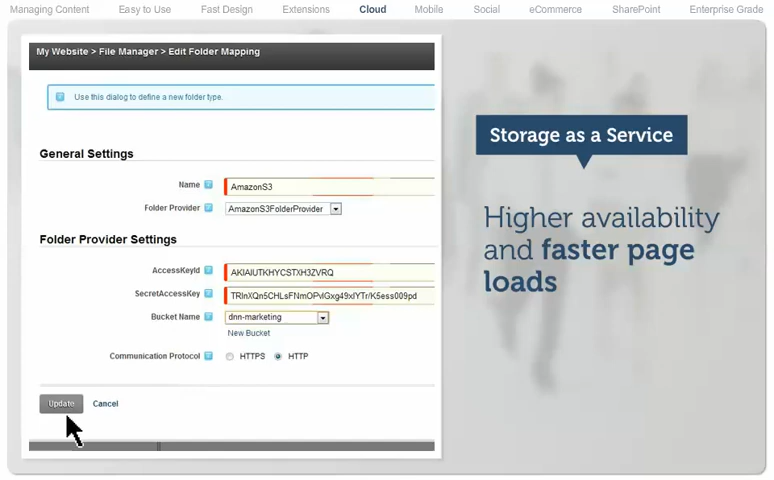 Managing Content Easy to Use Fast Design Extensions Cloud Mobile Social eCommerce SharePoint Enterprise Grade
My Website > File Manager > Edit Folder Mapping
Use this dialog to define a new folder type.
General Settings
Name AmazonS3
Folder Provider AmazonS3FolderProvider
Folder Provider Settings
AccessKeyId
SecretAccessKey
Bucket Name dnn-marketing
New Bucket
Communication Protocol HTTPS HTTP
Update Cancel
Storage as a Service
Higher availability
and faster page
loads